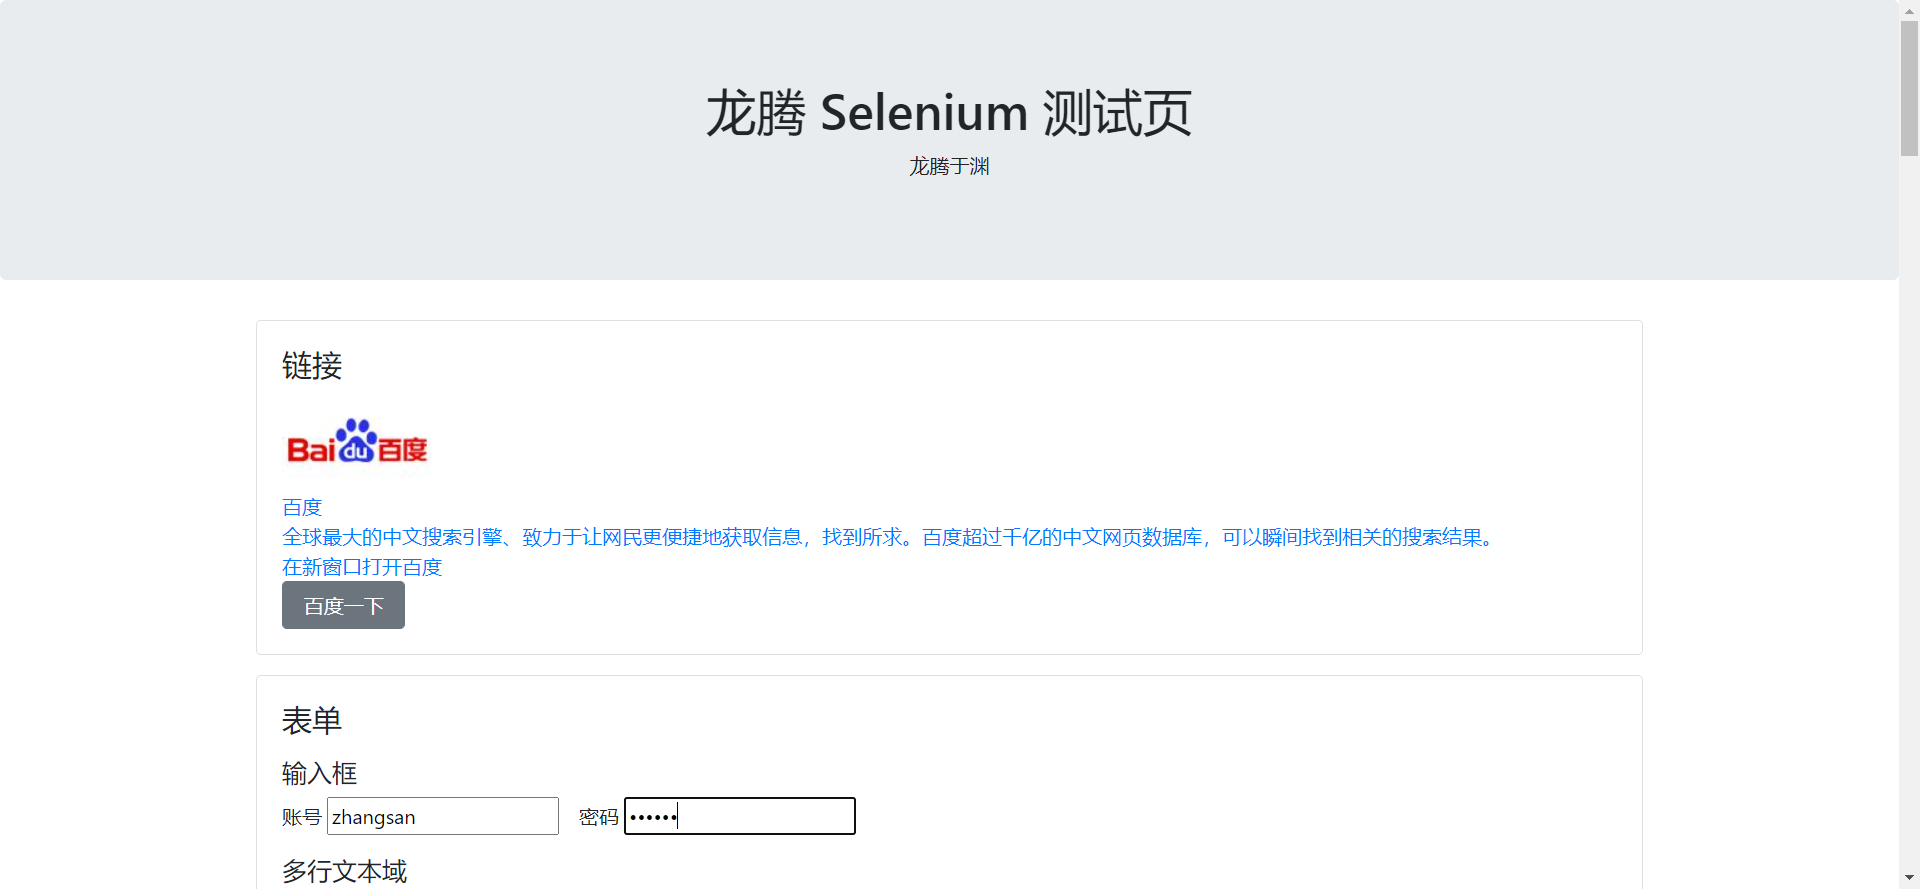 龙腾 Selenium 测试页
龙腾于渊
链接
Bai du 百度
百度
全球最大的中文搜索引擎、致力于让网民更便捷地获取信息，找到所求。百度超过千亿的中文网页数据库，可以瞬间找到相关的搜索结果。
在新窗口打开百度
百度一下
表单
输入框
账号 zhangsan 密码 ••••••
多行文本域